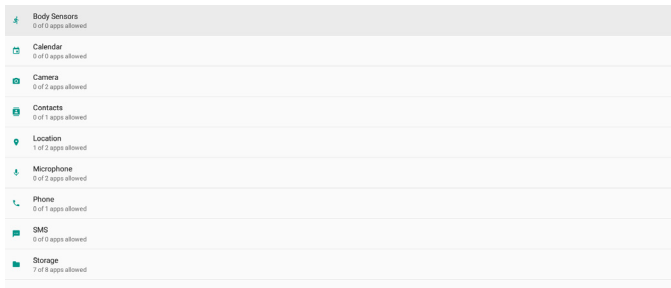 Body Sensors
0 of 0 apps allowed
Calendar
0 of 0 apps allowed
Camera
0 of 2 apps allowed
Contacts
0 of 1 apps allowed
Location
1 of 2 apps allowed
Microphone
0 of 2 apps allowed
Phone
0 of 1 apps allowed
SMS
0 of 0 apps allowed
Storage
7 of 8 apps allowed